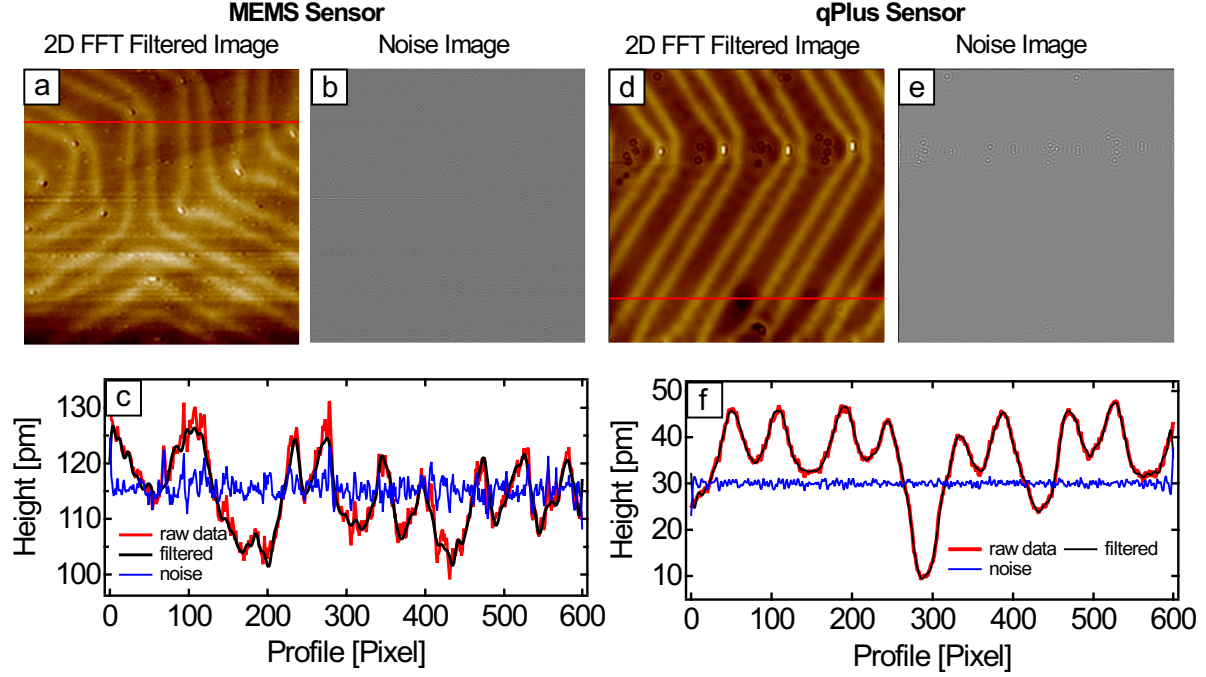 MEMS Sensor
qPlus Sensor
2D FFT Filtered Image
Noise Image
2D FFT Filtered Image
Noise Image
a
b
d
e
c
130
120
110
100
Height [pm]
raw data
filtered
noise
0 100 200 300 400 500 600
Profile [Pixel]
f
50
40
30
20
10
Height [pm]
raw data filtered
noise
0 100 200 300 400 500 600
Profile [Pixel]